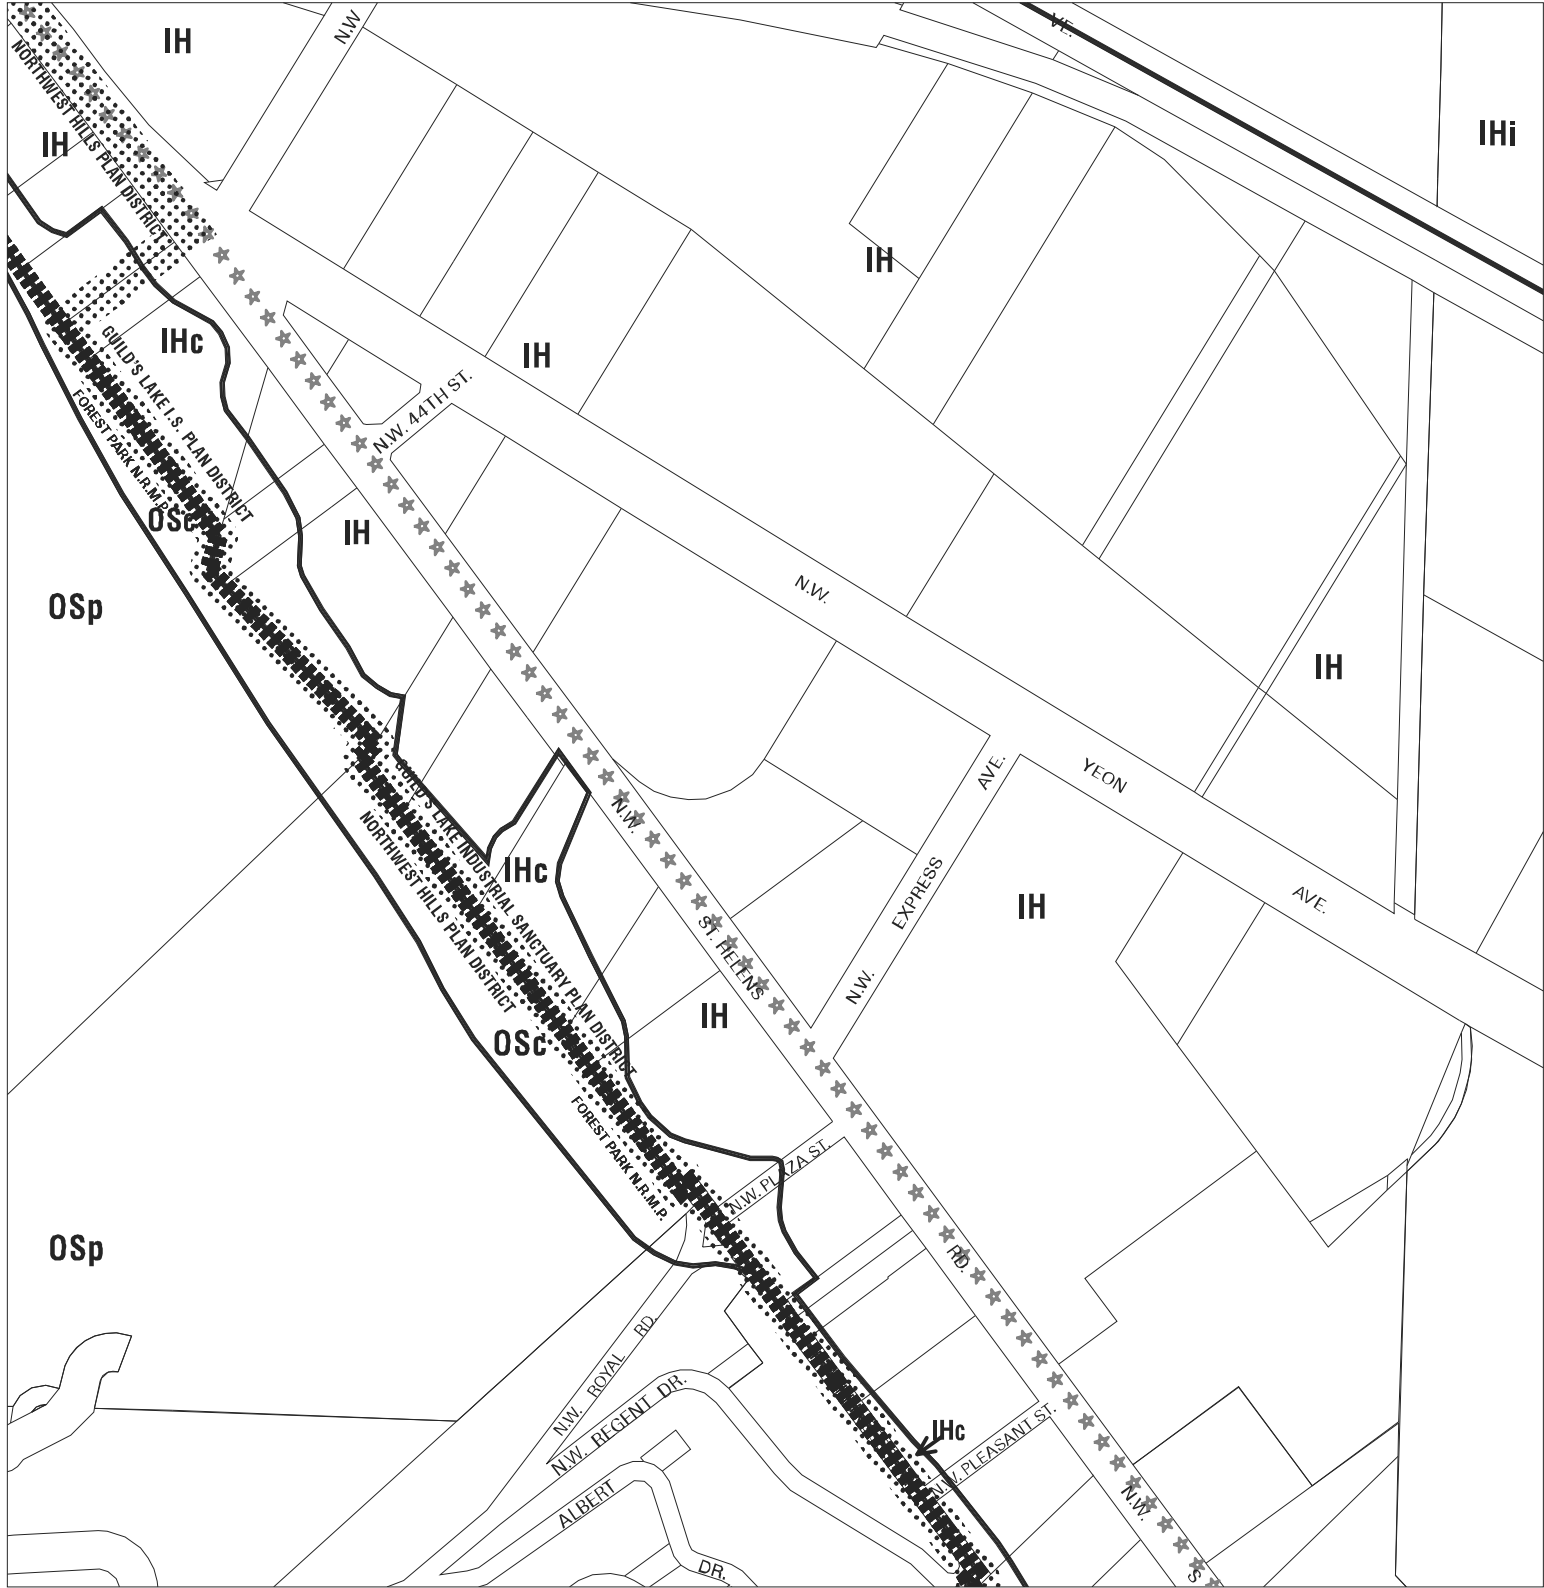 IH
N.W
VE.
IHi
NORTHWEST HILLS PLAN DISTRICT
IH
IH
IHc
IH
GUILD'S LAKE I.S. PLAN DISTRICT
FOREST PARK N.R.M.P.
N.W. 44TH ST.
OSc
IH
OSp
N.W.
YEON
AVE.
IH
GUILD'S LAKE INDUSTRIAL SANCTUARY PLAN DISTRICT
NORTHWEST HILLS PLAN DISTRICT
IHc
N.W.
ST. HELENS
RD.
N.W. EXPRESS AVE.
IH
OSc
IH
FOREST PARK N.R.M.P.
N.W. PLAZA ST.
OSp
N.W. ROYAL RD.
N.W. REGENT DR.
IHc
N.W. PLEASANT ST.
ALBERT
DR.
N.W.
S